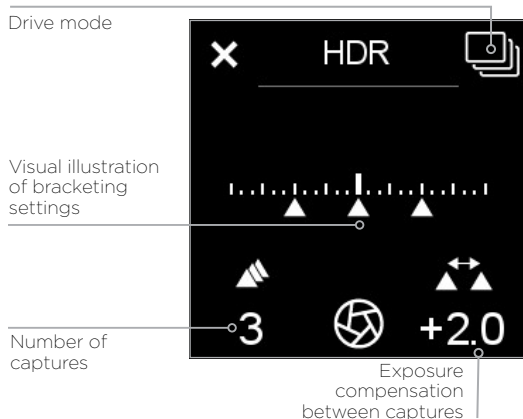 Drive mode
HDR
Visual illustration
of bracketing
settings
Number of
captures
3
+2.0
Exposure
compensation
between captures